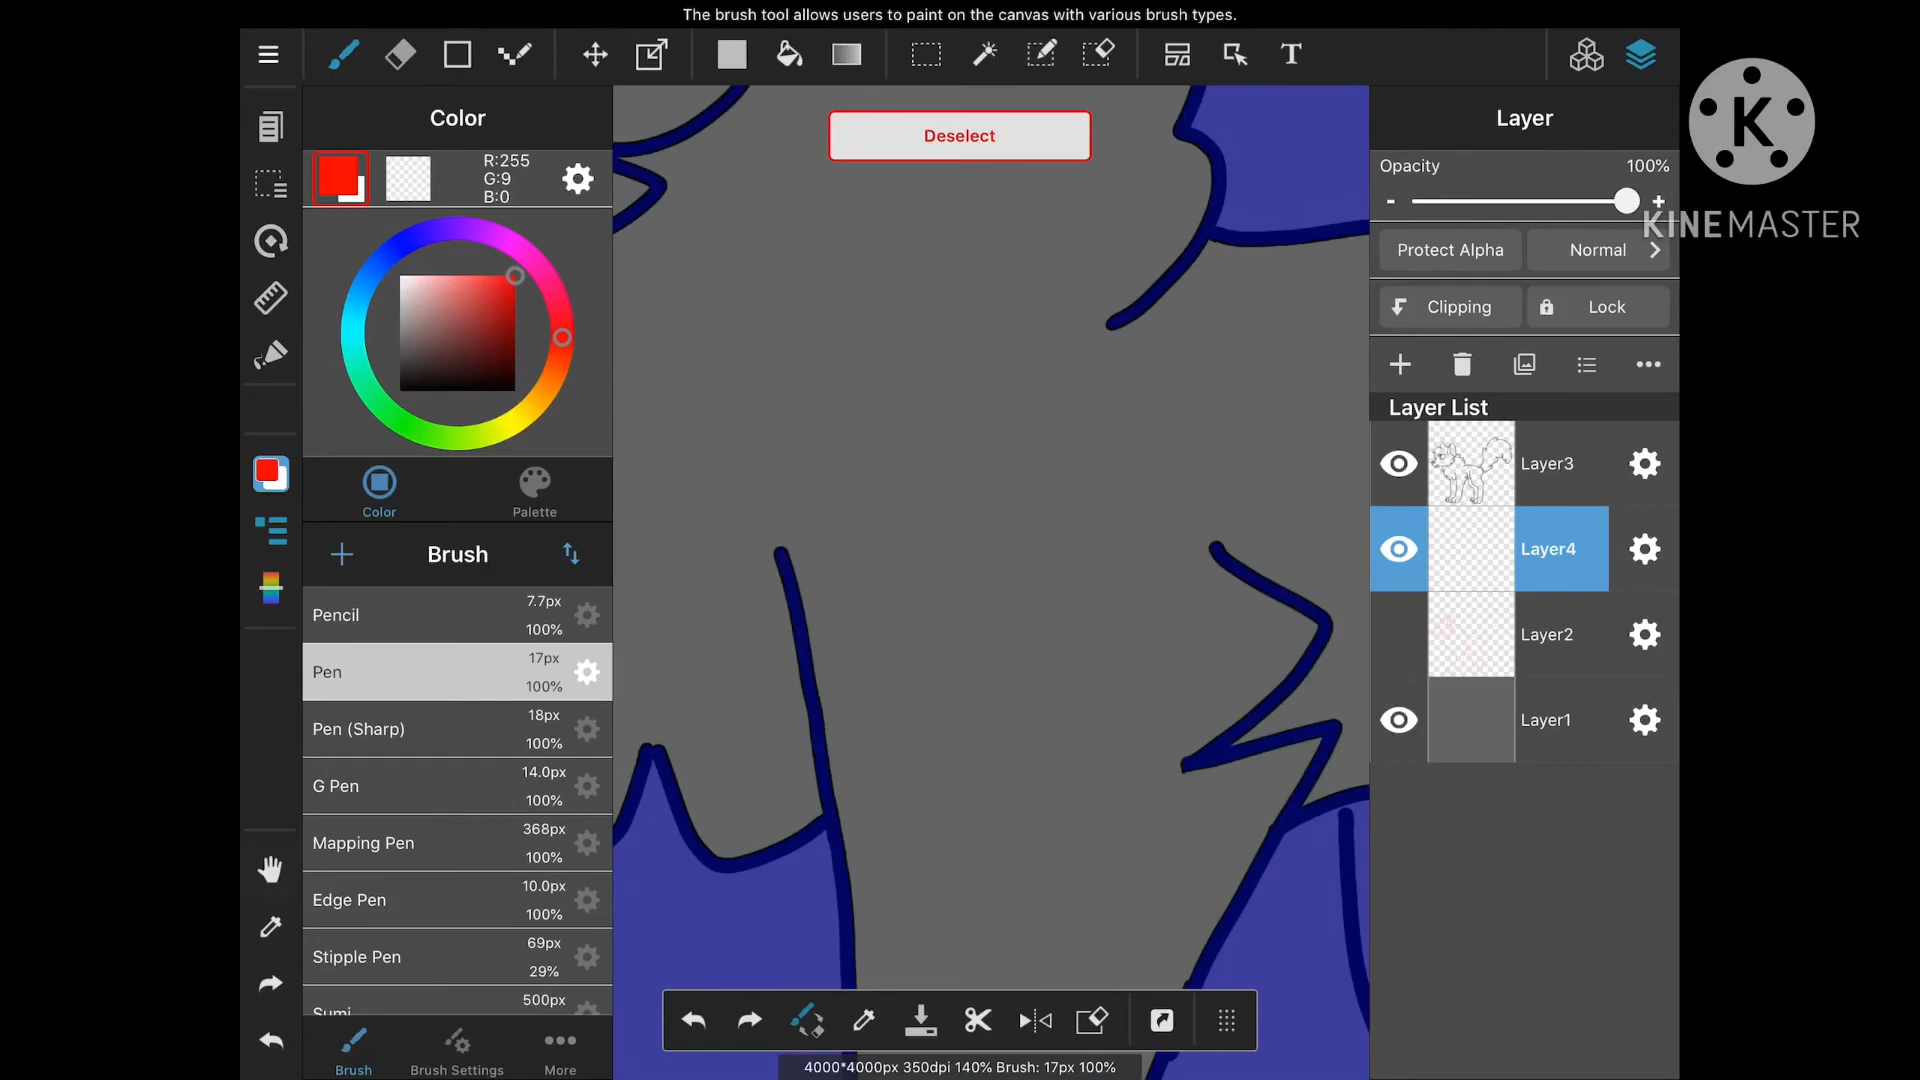 The brush tool allows users to paint on the canvas with various brush types.
Color
R:255
G:9
B:0
Color
Palette
Brush
Pencil
7.7px
100%
Pen
17px
100%
Pen (Sharp)
18px
100%
G Pen
14.0px
100%
Mapping Pen
368px
100%
Edge Pen
10.0px
100%
Stipple Pen
69px
29%
Sumi
500px
Brush
Brush Settings
More
Deselect
4000*4000px 350dpi 140% Brush: 17px 100%
T
Layer
Opacity
100%
- +
Protect Alpha
Normal
Clipping
Lock
Layer List
Layer3
Layer4
Layer2
Layer1
K
KINEMASTER